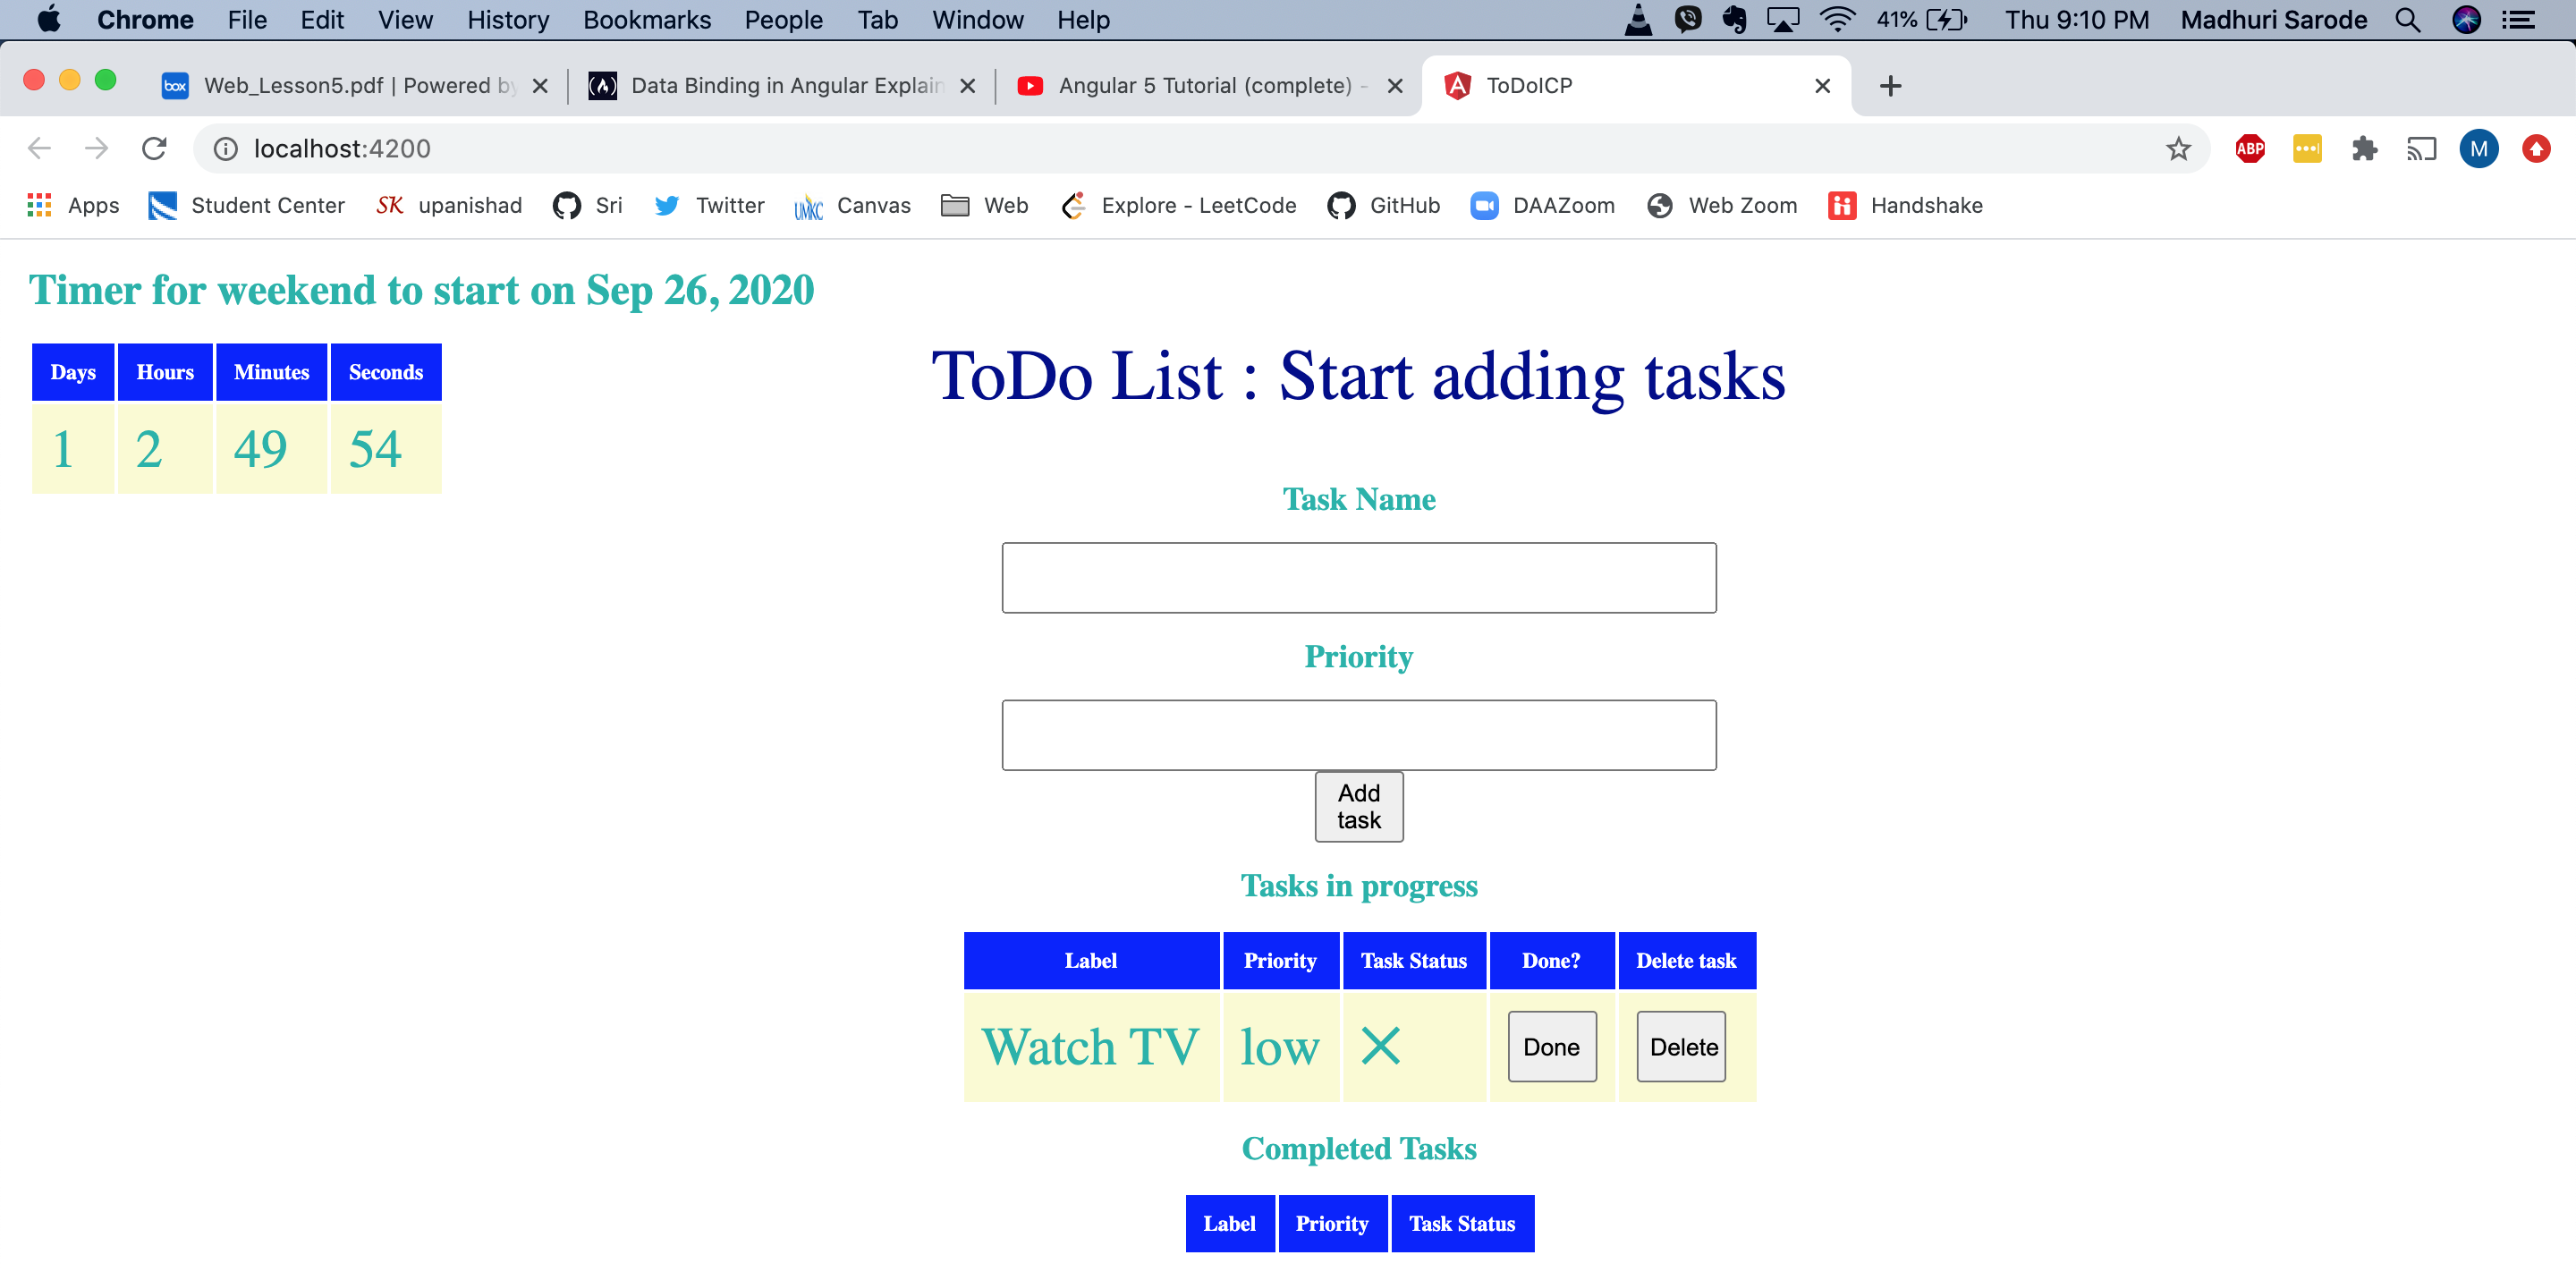 Chrome File Edit View History Bookmarks People Tab Window Help 41% Thu 9:10 PM Madhuri Sarode
box Web_Lesson5.pdf | Powered by Data Binding in Angular Explain Angular 5 Tutorial (complete) - ToDoICP
localhost:4200 ABP M
Apps Student Center SK upanishad Sri Twitter UMKC Canvas Web Explore - LeetCode GitHub DAAZoom Web Zoom Handshake
Timer for weekend to start on Sep 26, 2020
Days Hours Minutes Seconds
1 2 49 54
ToDo List : Start adding tasks
Task Name
Priority
Add
task
Tasks in progress
Label Priority Task Status Done? Delete task
Watch TV low Done Delete
Completed Tasks
Label Priority Task Status